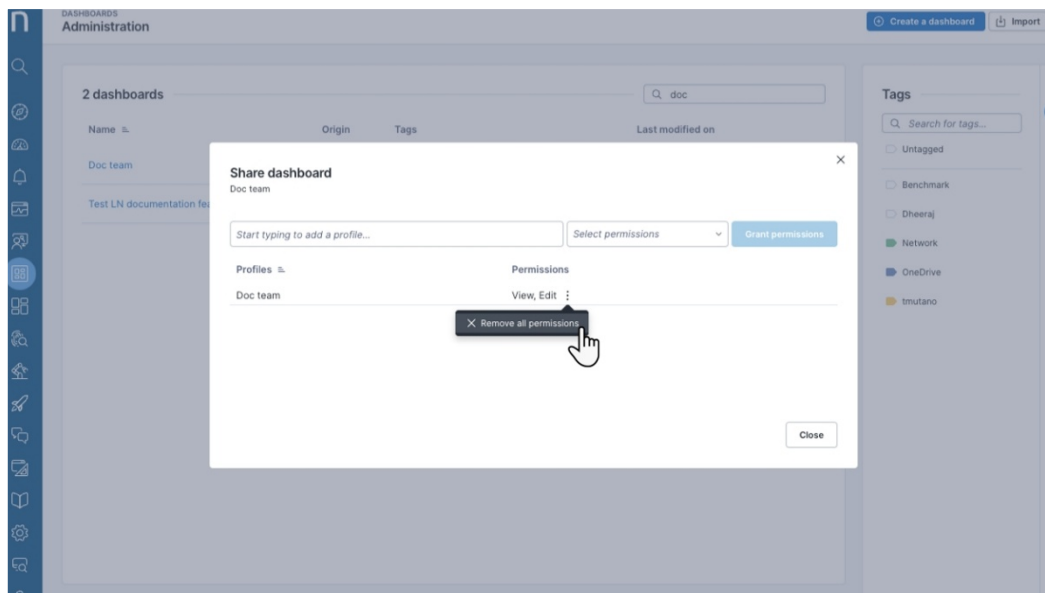 n
DASHBOARDS
Administration
Create a dashboard
Import
2 dashboards
doc
Name
Origin
Tags
Last modified on
Doc team
Test LN documentation fea
Tags
Search for tags...
Untagged
Benchmark
Dheeraj
Network
OneDrive
tmutano
Share dashboard
Doc team
Start typing to add a profile...
Select permissions
Grant permissions
Profiles
Permissions
Doc team
View, Edit
Remove all permissions
Close